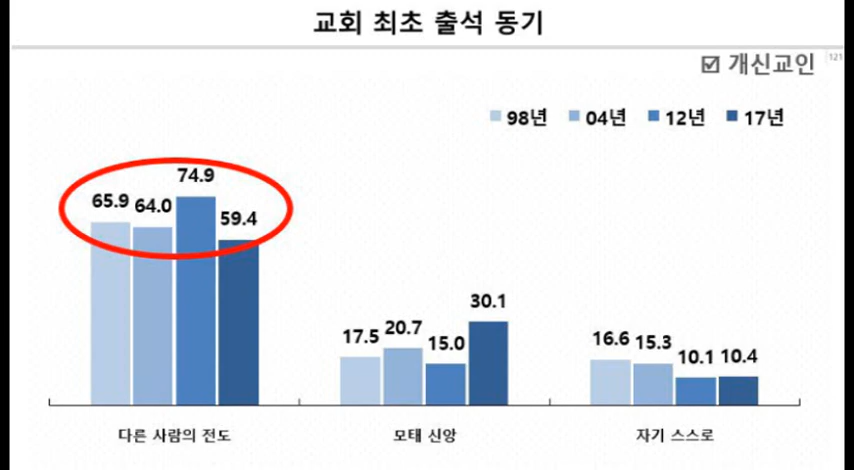 교회 최초 출석 동기
☑ 개신교인
121
98년 04년 12년 17년
65.9 64.0 74.9 59.4
17.5 20.7 15.0 30.1
16.6 15.3 10.1 10.4
다른 사람의 전도 모태 신앙 자기 스스로